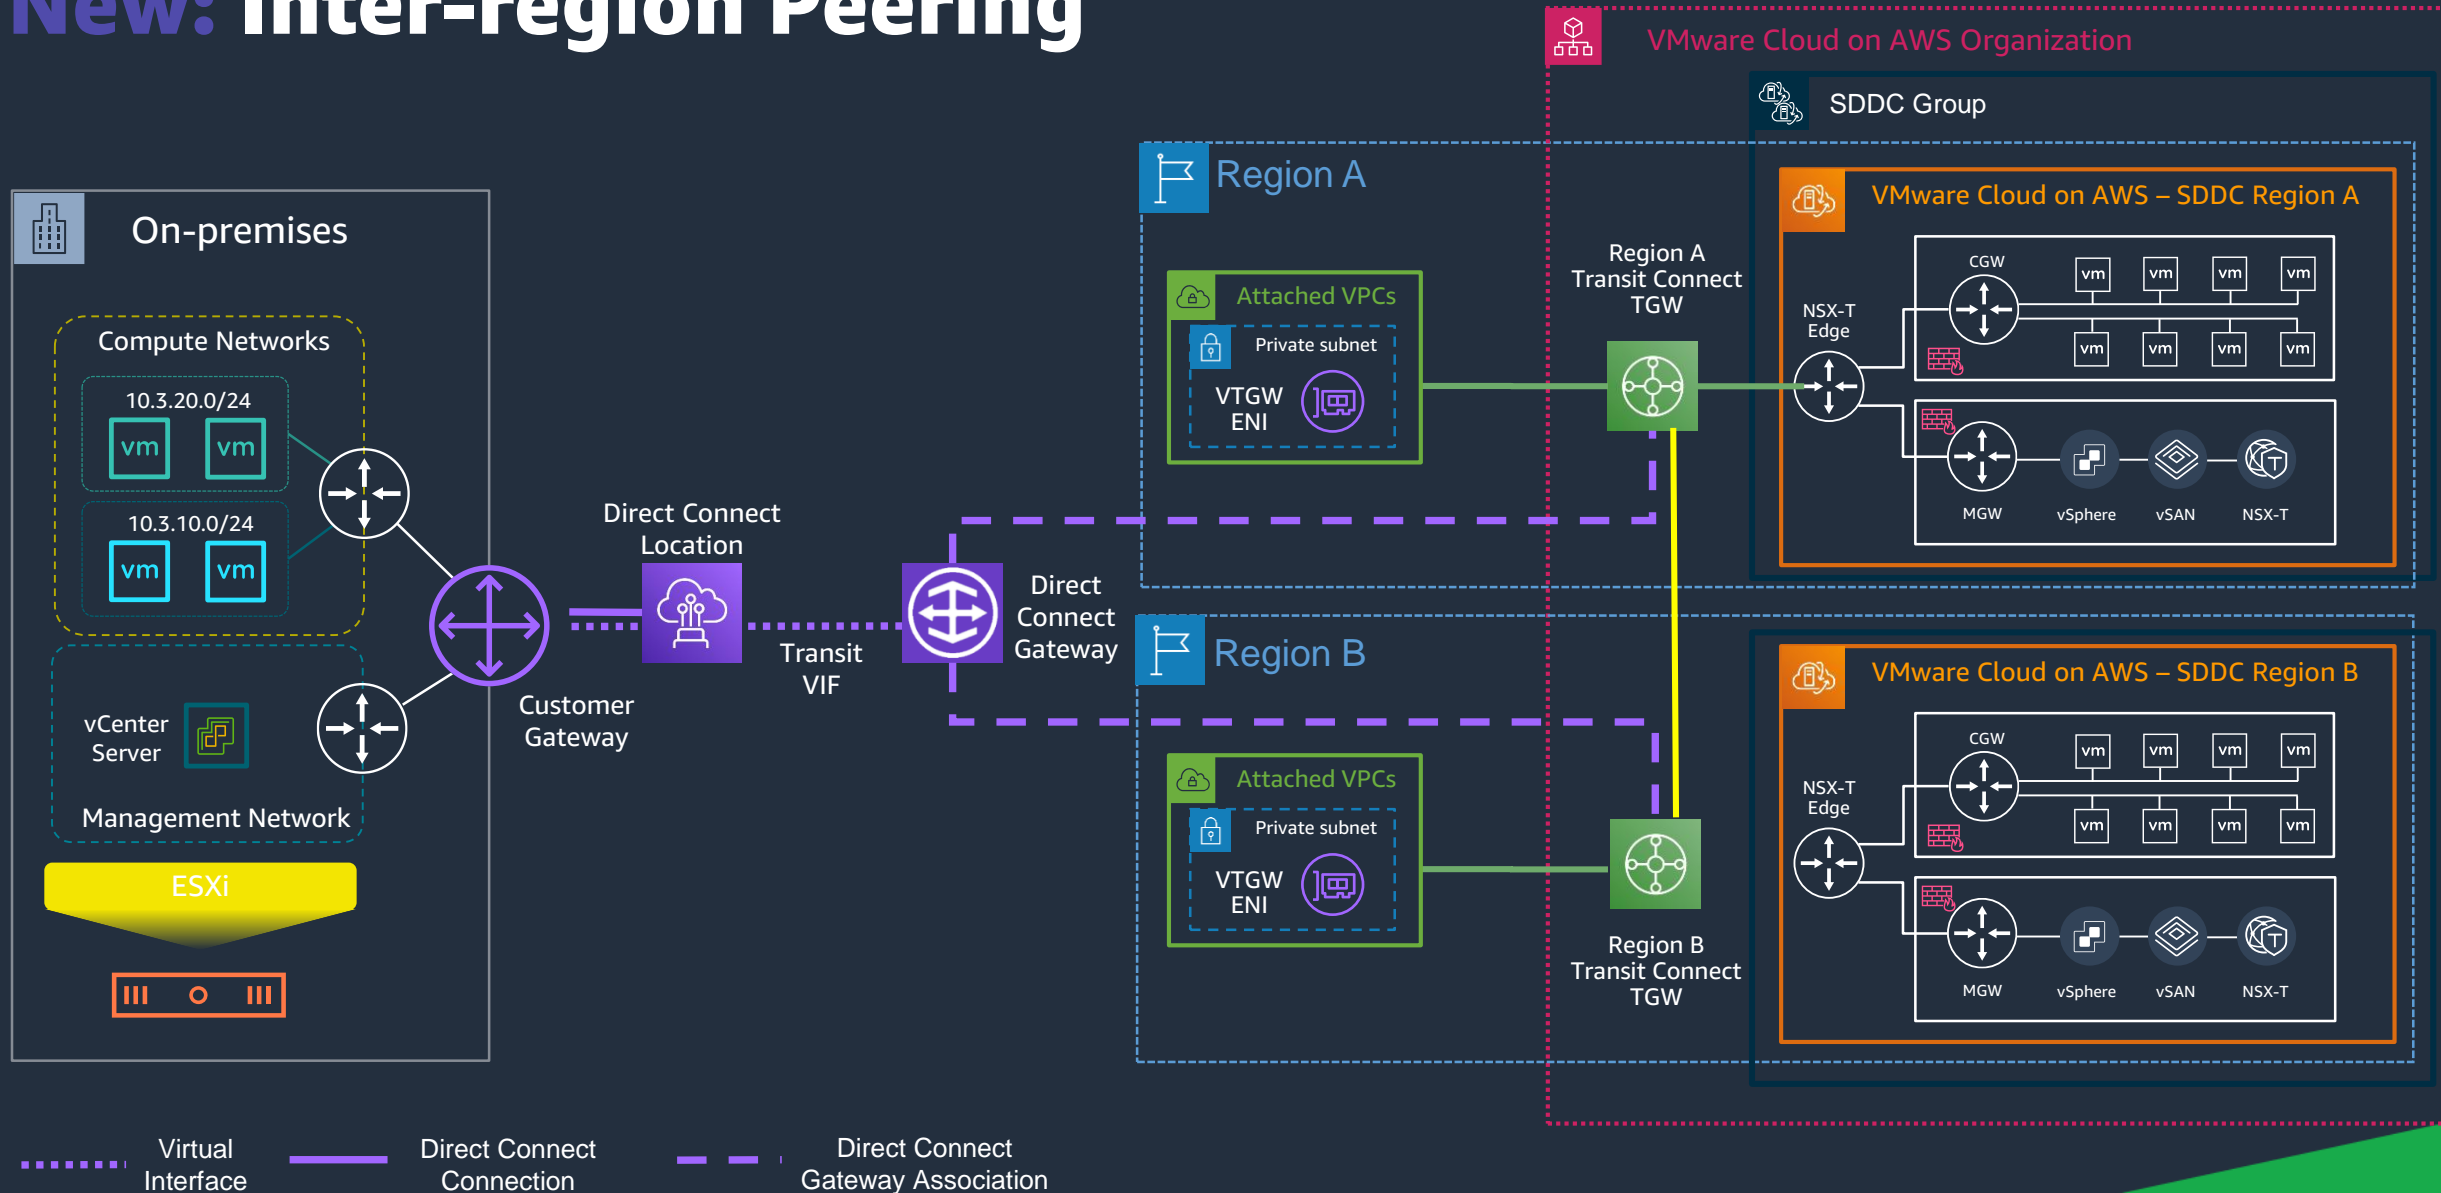 New: Inter-region Peering
VMware Cloud on AWS Organization
SDDC Group
On-premises
Compute Networks
10.3.20.0/24
vm
vm
10.3.10.0/24
vm
vm
vCenter
Server
Management Network
ESXi
Customer
Gateway
Direct Connect
Location
Transit
VIF
Direct
Connect
Gateway
Region A
Attached VPCs
Private subnet
VTGW
ENI
Region A
Transit Connect
TGW
VMware Cloud on AWS – SDDC Region A
NSX-T
Edge
CGW
vm
vm
vm
vm
vm
vm
vm
vm
MGW
vSphere
vSAN
NSX-T
T
Region B
Attached VPCs
Private subnet
VTGW
ENI
Region B
Transit Connect
TGW
VMware Cloud on AWS – SDDC Region B
NSX-T
Edge
CGW
vm
vm
vm
vm
vm
vm
vm
vm
MGW
vSphere
vSAN
NSX-T
T
Virtual
Interface
Direct Connect
Connection
Direct Connect
Gateway Association